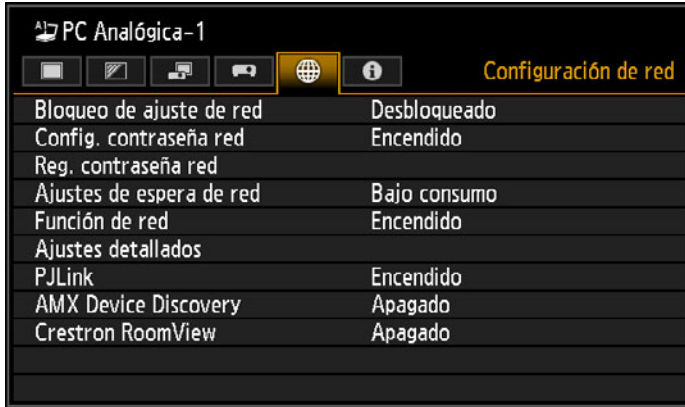 PC Analógica-1
Configuración de red
Bloqueo de ajuste de red Desbloqueado
Config. contraseña red Encendido
Reg. contraseña red
Ajustes de espera de red Bajo consumo
Función de red Encendido
Ajustes detallados
PJLink Encendido
AMX Device Discovery Apagado
Crestron RoomView Apagado